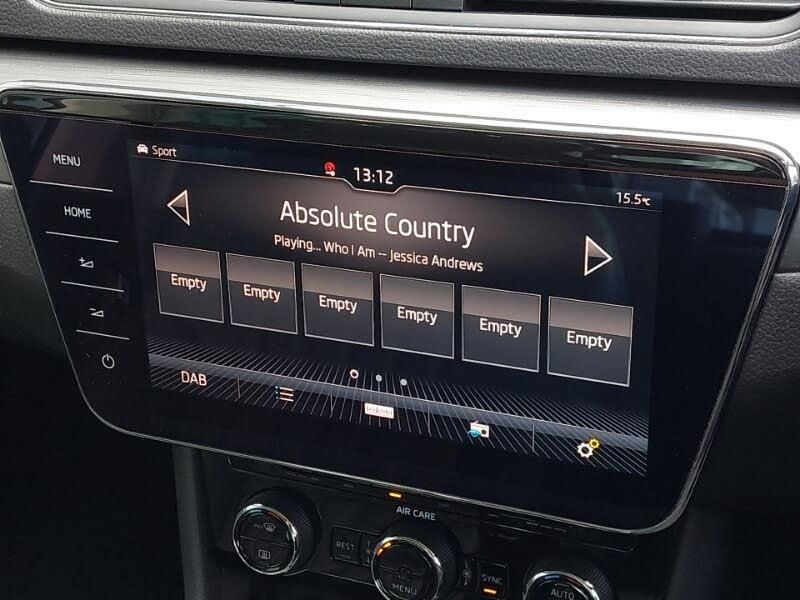 MENU
HOME
Sport
13:12
15.5°C
Absolute Country
Playing... Who I Am -- Jessica Andrews
Empty Empty Empty Empty Empty Empty
DAB
AIR CARE
MAX
REST
MENU
SYNC
AUTO